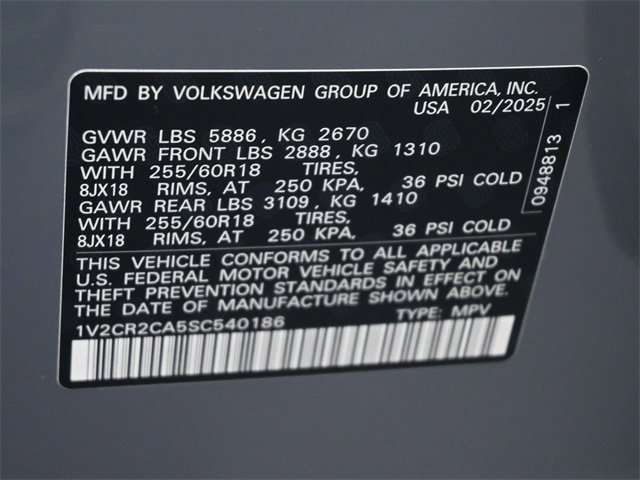 MFD BY VOLKSWAGEN GROUP OF AMERICA, INC.
USA 02/2025
GVWR LBS 5886, KG 2670
GAWR FRONT LBS 2888, KG 1310
WITH 255/60R18 TIRES,
8JX18 RIMS, AT 250 KPA, 36 PSI COLD
GAWR REAR LBS 3109, KG 1410
WITH 255/60R18 TIRES,
8JX18 RIMS, AT 250 KPA, 36 PSI COLD
THIS VEHICLE CONFORMS TO ALL APPLICABLE
U.S. FEDERAL MOTOR VEHICLE SAFETY AND
THEFT PREVENTION STANDARDS IN EFFECT ON
THE DATE OF MANUFACTURE SHOWN ABOVE.
1V2CR2CA5SC540186 TYPE: MPV
0948813 1